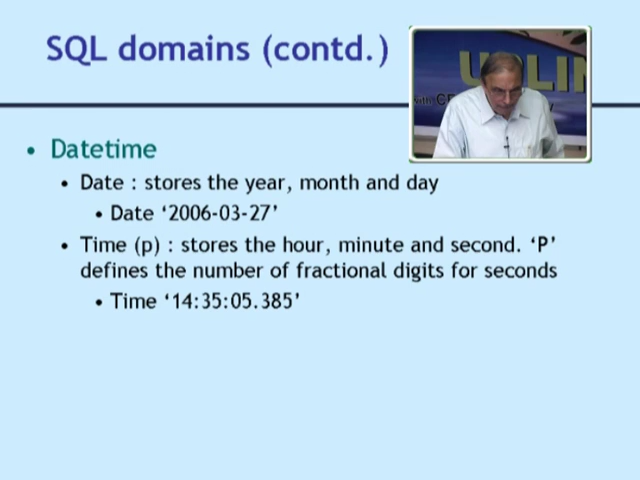 SQL domains (contd.)
• Datetime
• Date : stores the year, month and day
• Date ‘2006-03-27’
• Time (p) : stores the hour, minute and second. ‘P’
defines the number of fractional digits for seconds
• Time ‘14:35:05.385’